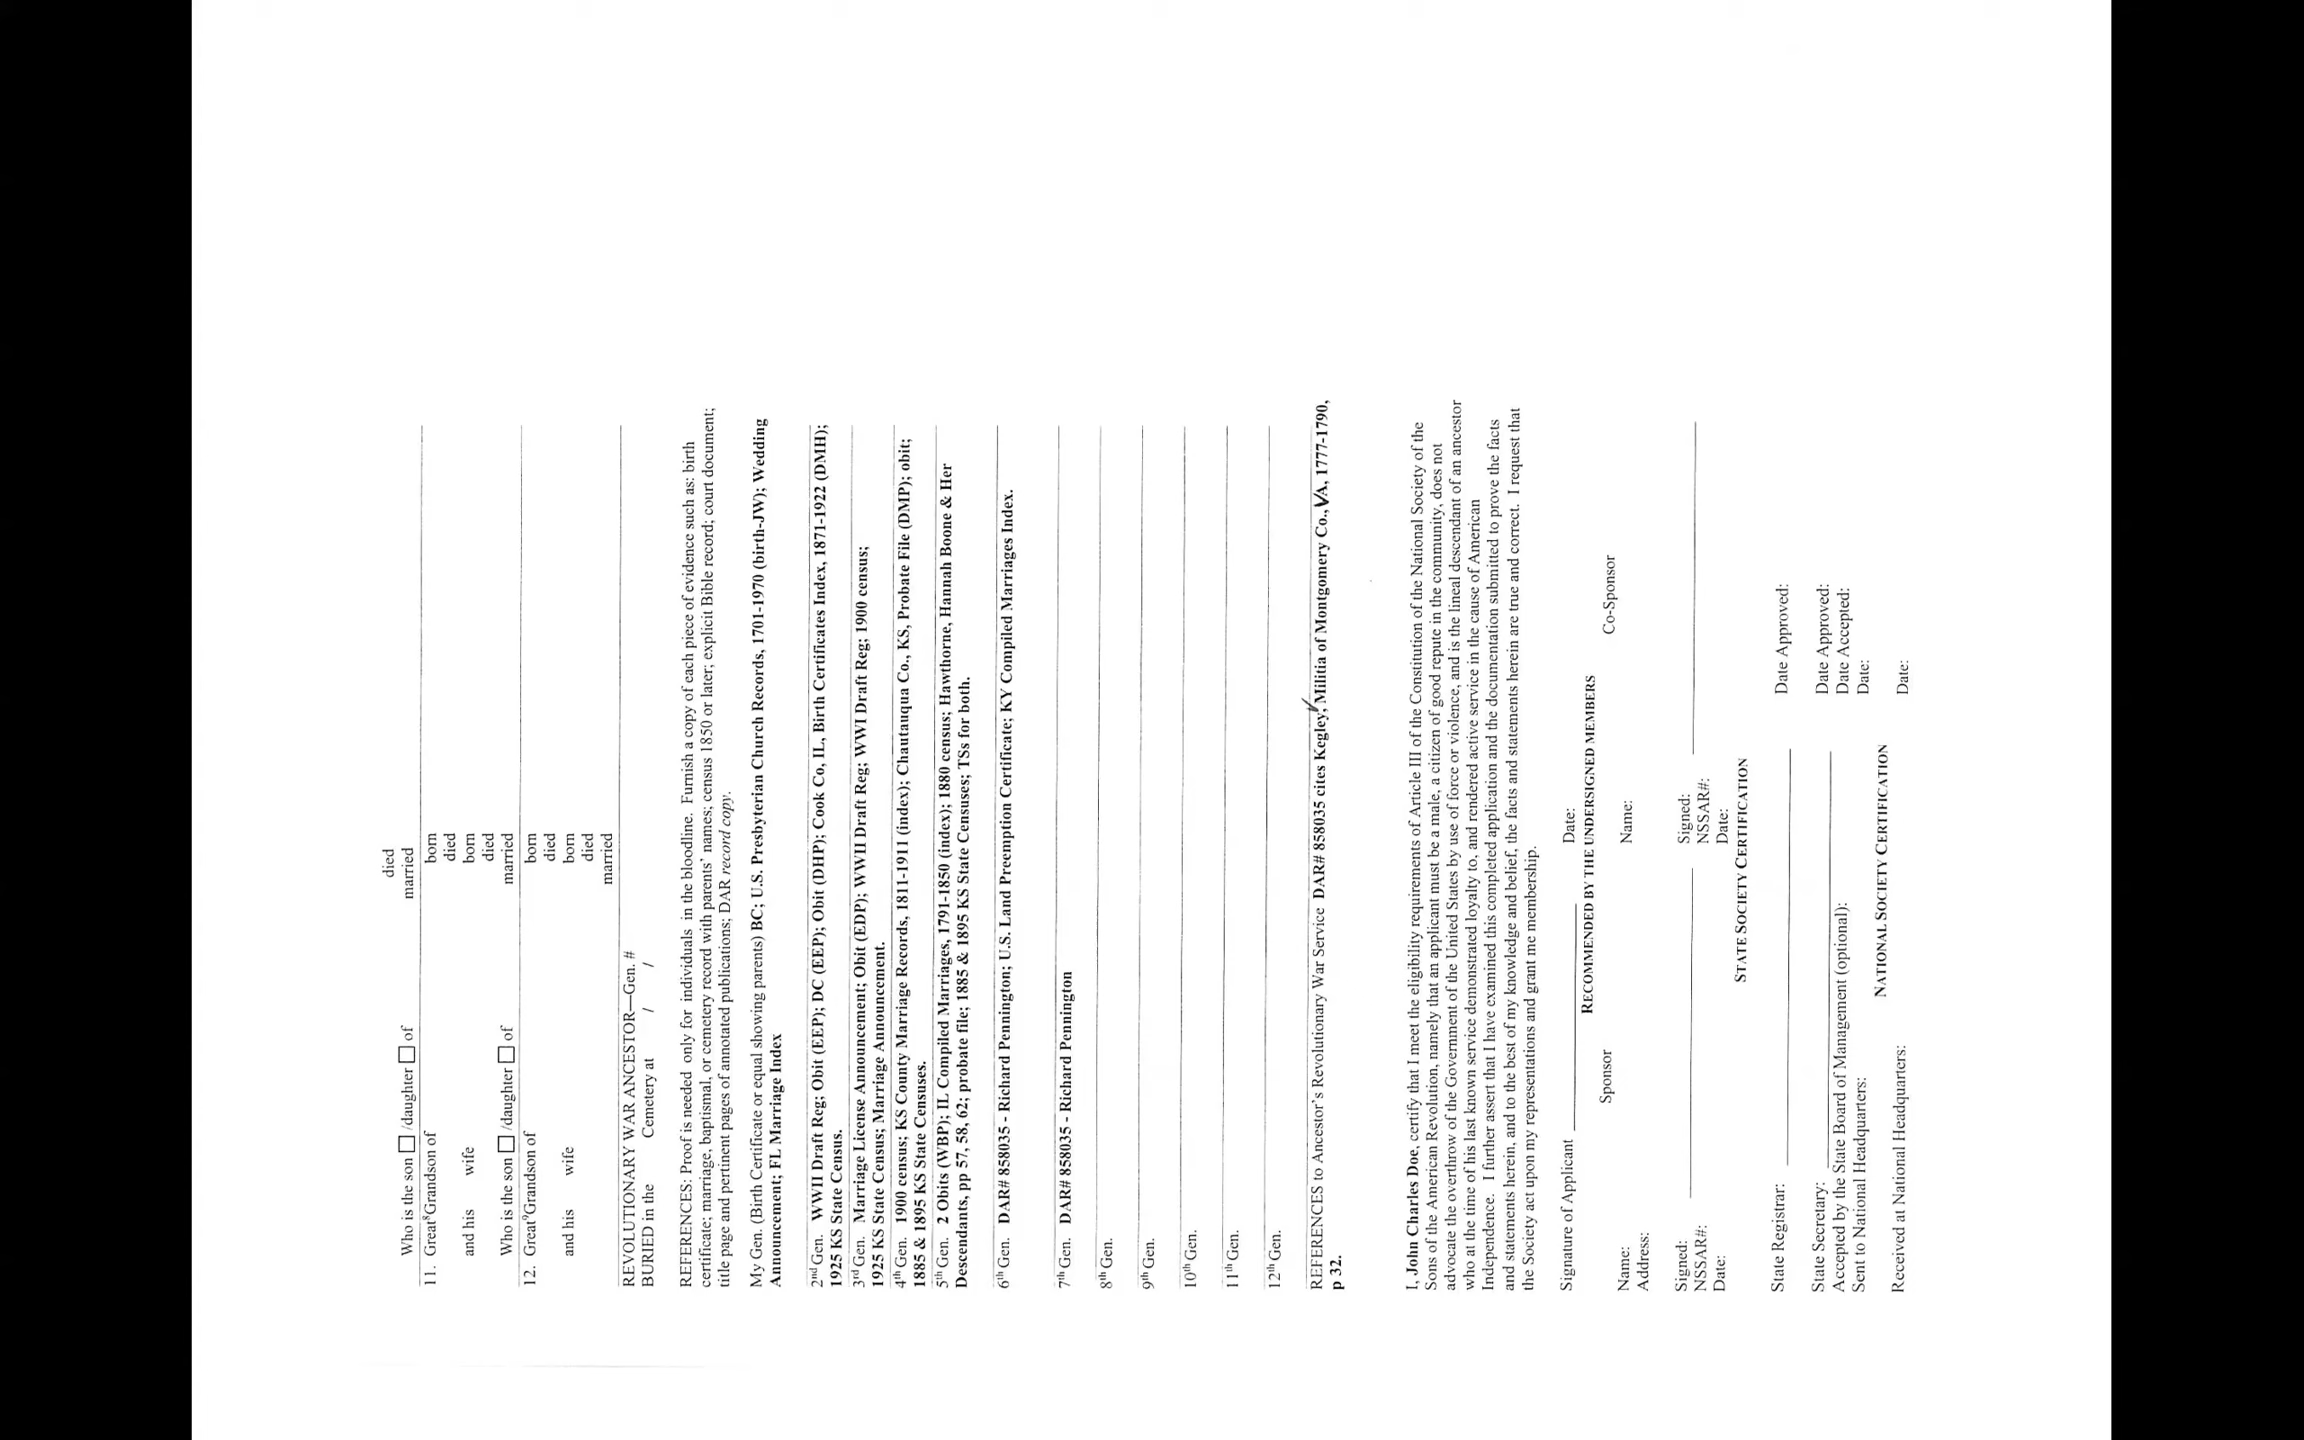 died
married
Who is the son ☐ /daughter ☐ of
11. Great⁸Grandson of
born
died
and his wife
born
died
Who is the son ☐ /daughter ☐ of married
12. Great⁹Grandson of
born
died
and his wife
born
died
married
REVOLUTIONARY WAR ANCESTOR—Gen. #
BURIED in the Cemetery at / /
REFERENCES: Proof is needed only for individuals in the bloodline. Furnish a copy of each piece of evidence such as: birth
certificate; marriage, baptismal, or cemetery record with parents' names; census 1850 or later; explicit Bible record; court document;
title page and pertinent pages of annotated publications; DAR record copy.
My Gen. (Birth Certificate or equal showing parents) BC; U.S. Presbyterian Church Records, 1701-1970 (birth-JW); Wedding
Announcement; FL Marriage Index
2nd Gen. WWII Draft Reg; Obit (EEP); DC (EEP); Obit (DHP); Cook Co, IL, Birth Certificates Index, 1871-1922 (DMH);
1925 KS State Census.
3rd Gen. Marriage License Announcement; Obit (EDP); WWII Draft Reg; WWI Draft Reg; 1900 census;
1925 KS State Census; Marriage Announcement.
4th Gen. 1900 census; KS County Marriage Records, 1811-1911 (index); Chautauqua Co., KS, Probate File (DMP); obit;
1885 & 1895 KS State Censuses.
5th Gen. 2 Obits (WBP); IL Compiled Marriages, 1791-1850 (index); 1880 census; Hawthorne, Hannah Boone & Her
Descendants, pp 57, 58, 62; probate file; 1885 & 1895 KS State Censuses; TSs for both.
6th Gen. DAR# 858035 - Richard Pennington; U.S. Land Preemption Certificate; KY Compiled Marriages Index.
7th Gen. DAR# 858035 - Richard Pennington
8th Gen.
9th Gen.
10th Gen.
11th Gen.
12th Gen.
REFERENCES to Ancestor's Revolutionary War Service DAR# 858035 cites Kegley, Militia of Montgomery Co., VA, 1777-1790,
p 32.
I, John Charles Doe, certify that I meet the eligibility requirements of Article III of the Constitution of the National Society of the
Sons of the American Revolution, namely that an applicant must be a male, a citizen of good repute in the community, does not
advocate the overthrow of the Government of the United States by use of force or violence, and is the lineal descendant of an ancestor
who at the time of his last known service demonstrated loyalty to, and rendered active service in the cause of American
Independence. I further assert that I have examined this completed application and the documentation submitted to prove the facts
and statements herein, and to the best of my knowledge and belief, the facts and statements herein are true and correct. I request that
the Society act upon my representations and grant me membership.
Signature of Applicant Date:
RECOMMENDED BY THE UNDERSIGNED MEMBERS
Sponsor Co-Sponsor
Name: Name:
Address:
Signed: Signed:
NSSAR#: NSSAR#:
Date: Date:
STATE SOCIETY CERTIFICATION
State Registrar: Date Approved:
State Secretary: Date Approved:
Accepted by the State Board of Management (optional): Date Accepted:
Sent to National Headquarters: Date:
NATIONAL SOCIETY CERTIFICATION
Received at National Headquarters: Date: